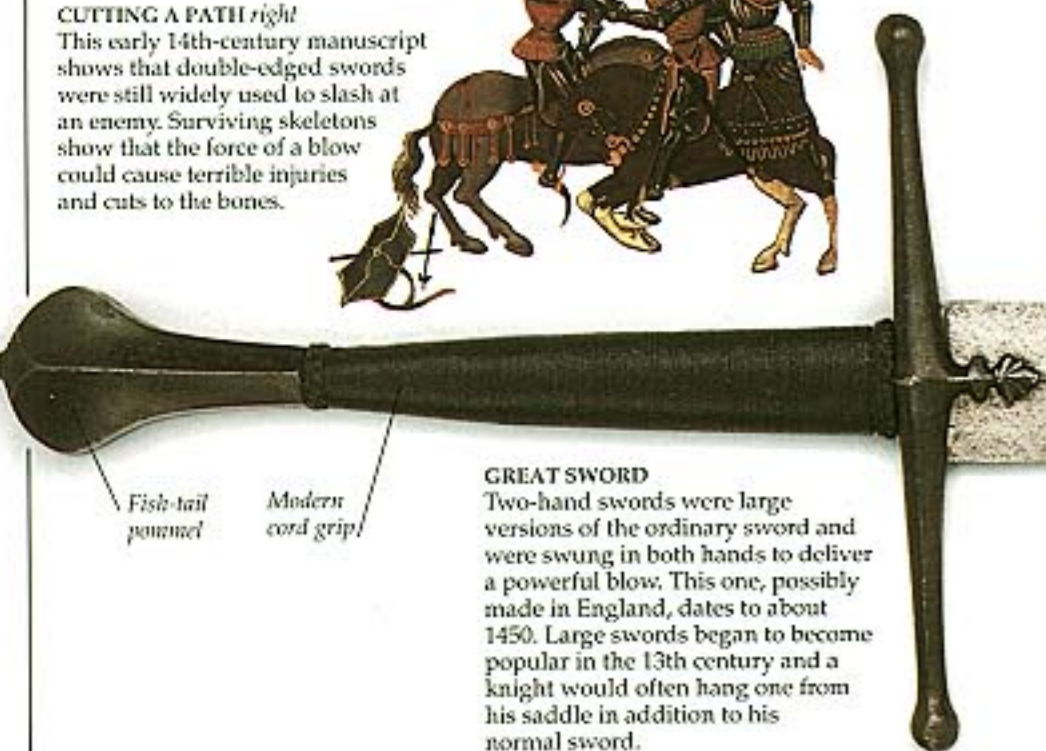 CUTTING A PATH right
This early 14th-century manuscript
shows that double-edged swords
were still widely used to slash at
an enemy. Surviving skeletons
show that the force of a blow
could cause terrible injuries
and cuts to the bones.
Fish-tail
pommel
Modern
cord grip
GREAT SWORD
Two-hand swords were large
versions of the ordinary sword and
were swung in both hands to deliver
a powerful blow. This one, possibly
made in England, dates to about
1450. Large swords began to become
popular in the 13th century and a
knight would often hang one from
his saddle in addition to his
normal sword.